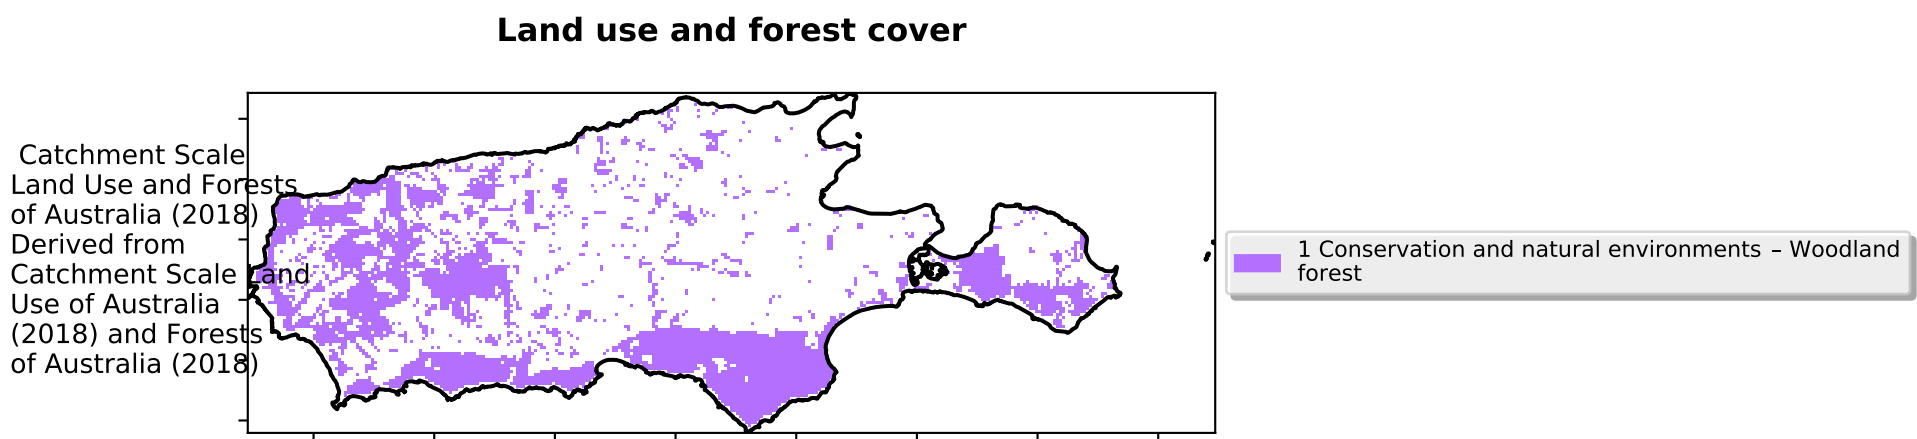 Land use and forest cover
Catchment Scale
Land Use and Forests
of Australia (2018)
Derived from
Catchment Scale Land
Use of Australia
(2018) and Forests
of Australia (2018)
1 Conservation and natural environments – Woodland
forest